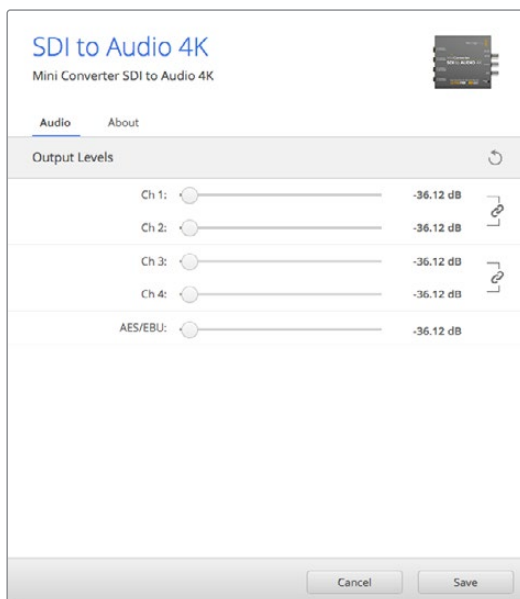 SDI to Audio 4K
Mini Converter SDI to Audio 4K
Audio About
Output Levels
Ch 1: -36.12 dB
Ch 2: -36.12 dB
Ch 3: -36.12 dB
Ch 4: -36.12 dB
AES/EBU: -36.12 dB
Cancel Save